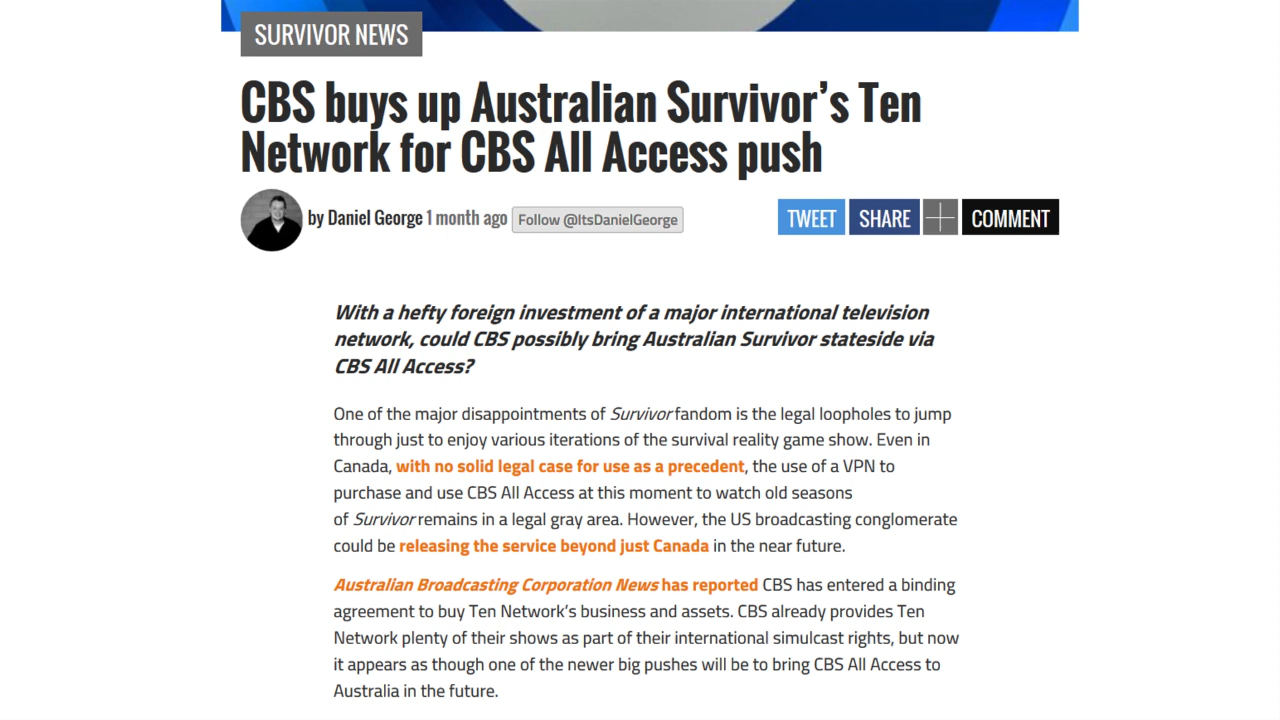 SURVIVOR NEWS
CBS buys up Australian Survivor’s Ten
Network for CBS All Access push
by Daniel George 1 month ago Follow @ItsDanielGeorge TWEET SHARE COMMENT
With a hefty foreign investment of a major international television
network, could CBS possibly bring Australian Survivor stateside via
CBS All Access?
One of the major disappointments of Survivor fandom is the legal loopholes to jump
through just to enjoy various iterations of the survival reality game show. Even in
Canada, with no solid legal case for use as a precedent, the use of a VPN to
purchase and use CBS All Access at this moment to watch old seasons
of Survivor remains in a legal gray area. However, the US broadcasting conglomerate
could be releasing the service beyond just Canada in the near future.
Australian Broadcasting Corporation News has reported CBS has entered a binding
agreement to buy Ten Network’s business and assets. CBS already provides Ten
Network plenty of their shows as part of their international simulcast rights, but now
it appears as though one of the newer big pushes will be to bring CBS All Access to
Australia in the future.